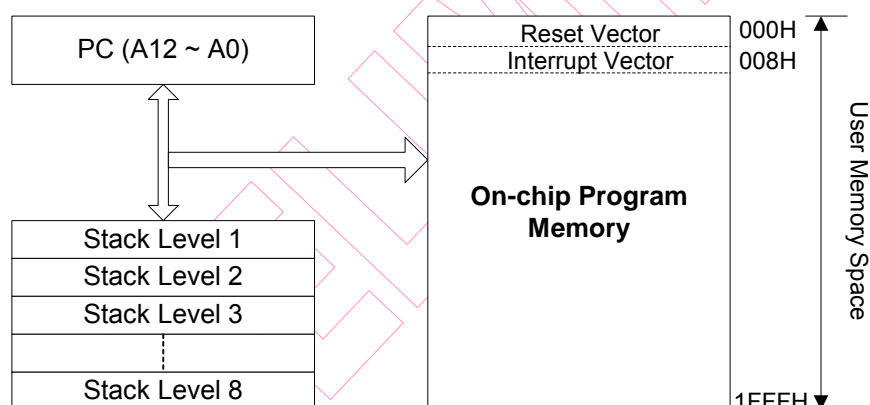 PC (A12 ~ A0)
Stack Level 1
Stack Level 2
Stack Level 3
Stack Level 8
Reset Vector
000H
Interrupt Vector
008H
On-chip Program
Memory
1FFFH
User Memory Space